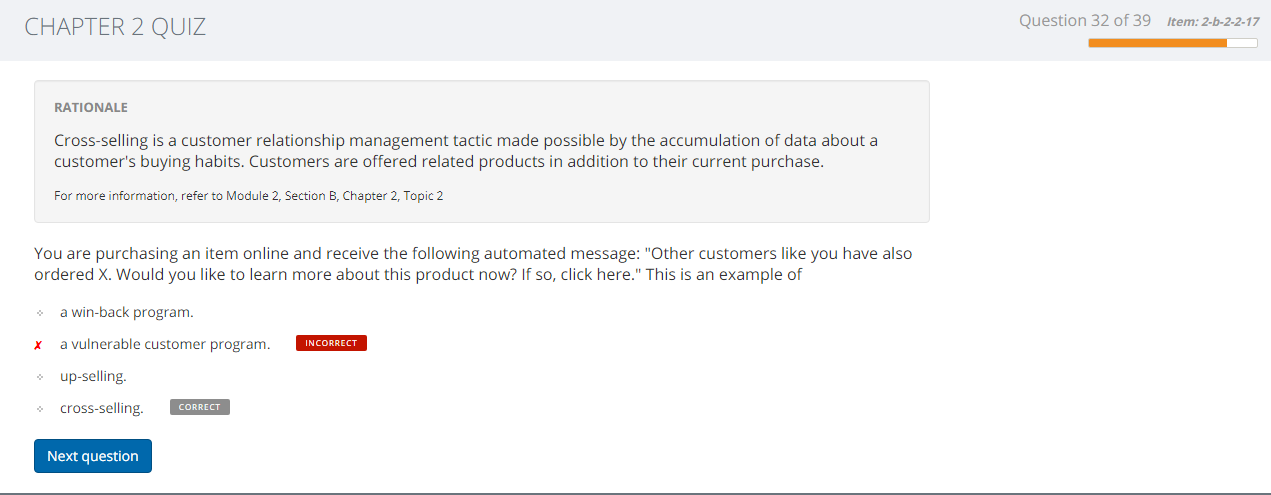 CHAPTER 2 QUIZ
Question 32 of 39 Item: 2-b-2-2-17
RATIONALE
Cross-selling is a customer relationship management tactic made possible by the accumulation of data about a
customer's buying habits. Customers are offered related products in addition to their current purchase.
For more information, refer to Module 2, Section B, Chapter 2, Topic 2
You are purchasing an item online and receive the following automated message: "Other customers like you have also
ordered X. Would you like to learn more about this product now? If so, click here." This is an example of
a win-back program.
a vulnerable customer program. INCORRECT
up-selling.
cross-selling. CORRECT
Next question